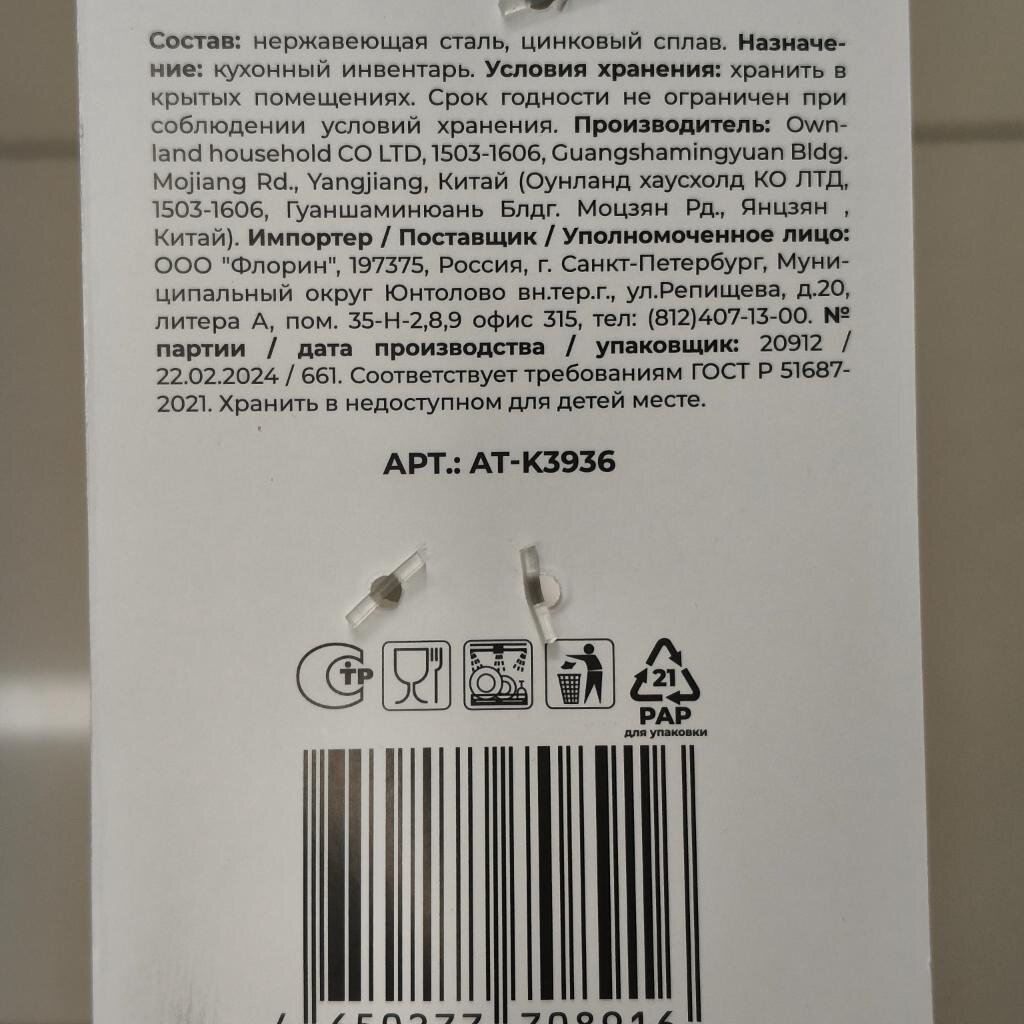 Состав: нержавеющая сталь, цинковый сплав. Назначе-
ние: кухонный инвентарь. Условия хранения: хранить в
крытых помещениях. Срок годности не ограничен при
соблюдении условий хранения. Производитель: Own-
land household CO LTD, 1503-1606, Guangshamingyuan Bldg.
Mojiang Rd., Yangjiang, Китай (Оунланд хаусхолд КО ЛТД,
1503-1606, Гуаншаминюань Блдг. Моцзян Рд., Янцзян ,
Китай). Импортер / Поставщик / Уполномоченное лицо:
ООО "Флорин", 197375, Россия, г. Санкт-Петербург, Муни-
ципальный округ Юнтолово вн.тер.г., ул.Репищева, д.20,
литера А, пом. 35-Н-2,8,9 офис 315, тел: (812)407-13-00. №
партии / дата производства / упаковщик: 20912 /
22.02.2024 / 661. Соответствует требованиям ГОСТ Р 51687-
2021. Хранить в недоступном для детей месте.
АРТ.: AT-K3936
СТР
21
PAP
для упаковки
4 650277 708916